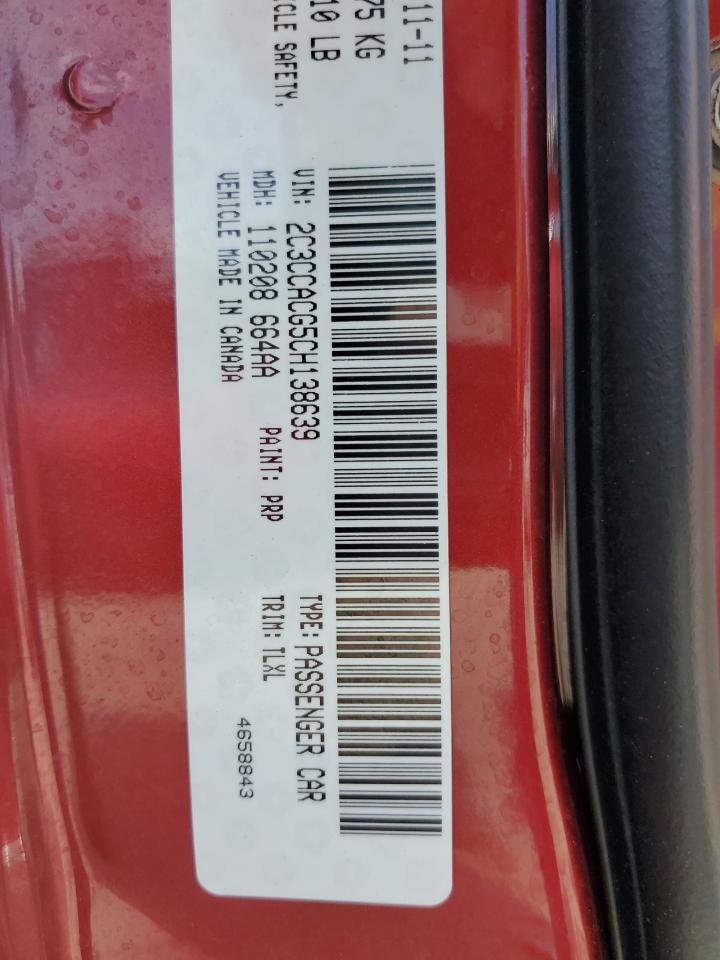 11-11
75 KG
10 LB
SAFETY,
VIN: 2C3CCACG5CH138639 TYPE: PASSENGER CAR
MDH: 110208 664AA PAINT: PRP TRIM: TLXL
VEHICLE MADE IN CANADA 4658843